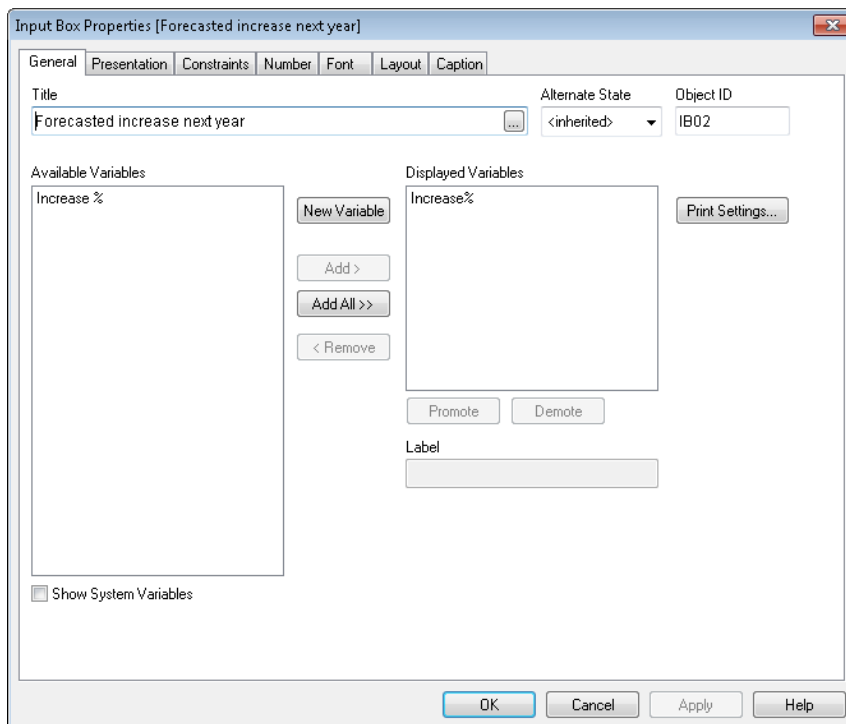 Input Box Properties [Forecasted increase next year]
General Presentation Constraints Number Font Layout Caption
Title Alternate State Object ID
Forecasted increase next year ... <inherited> IB02
Available Variables Displayed Variables
Increase % New Variable Increase% Print Settings...
Add >
Add All >>
< Remove
Promote Demote
Label
Show System Variables
OK Cancel Apply Help